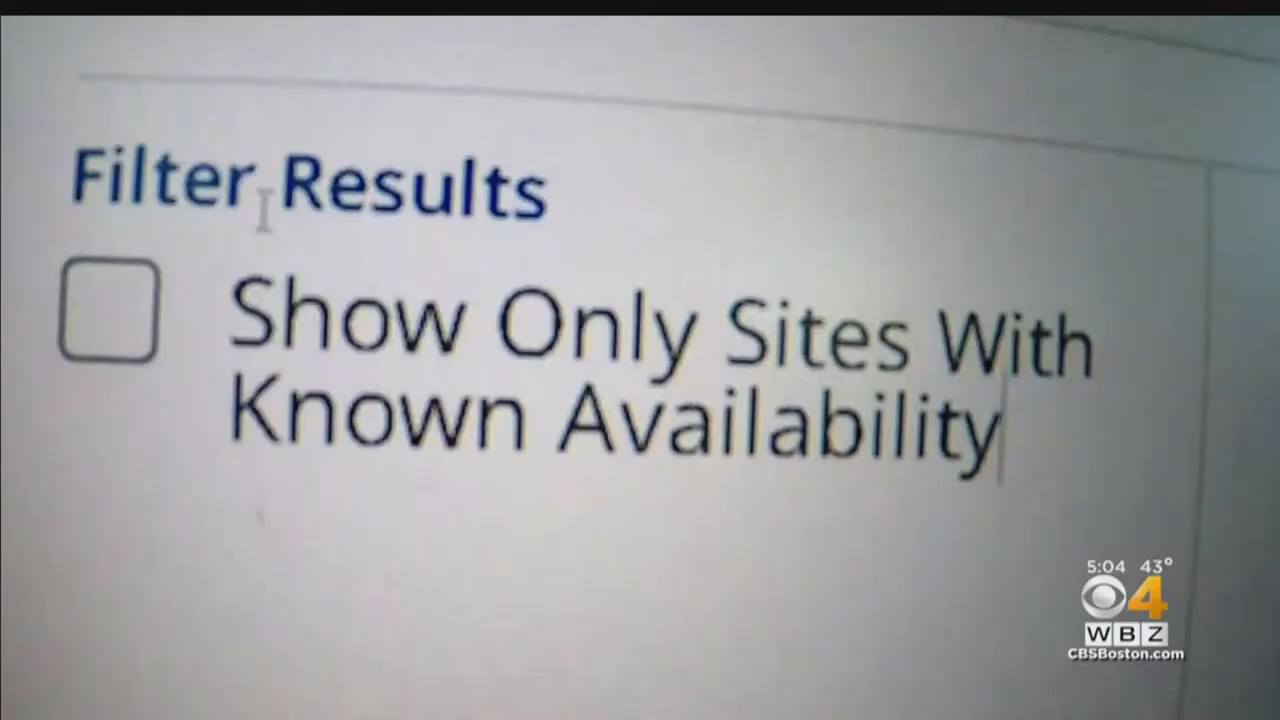 Filter Results
Show Only Sites With
Known Availability
5:04 43°
4
WBZ
CBSBoston.com